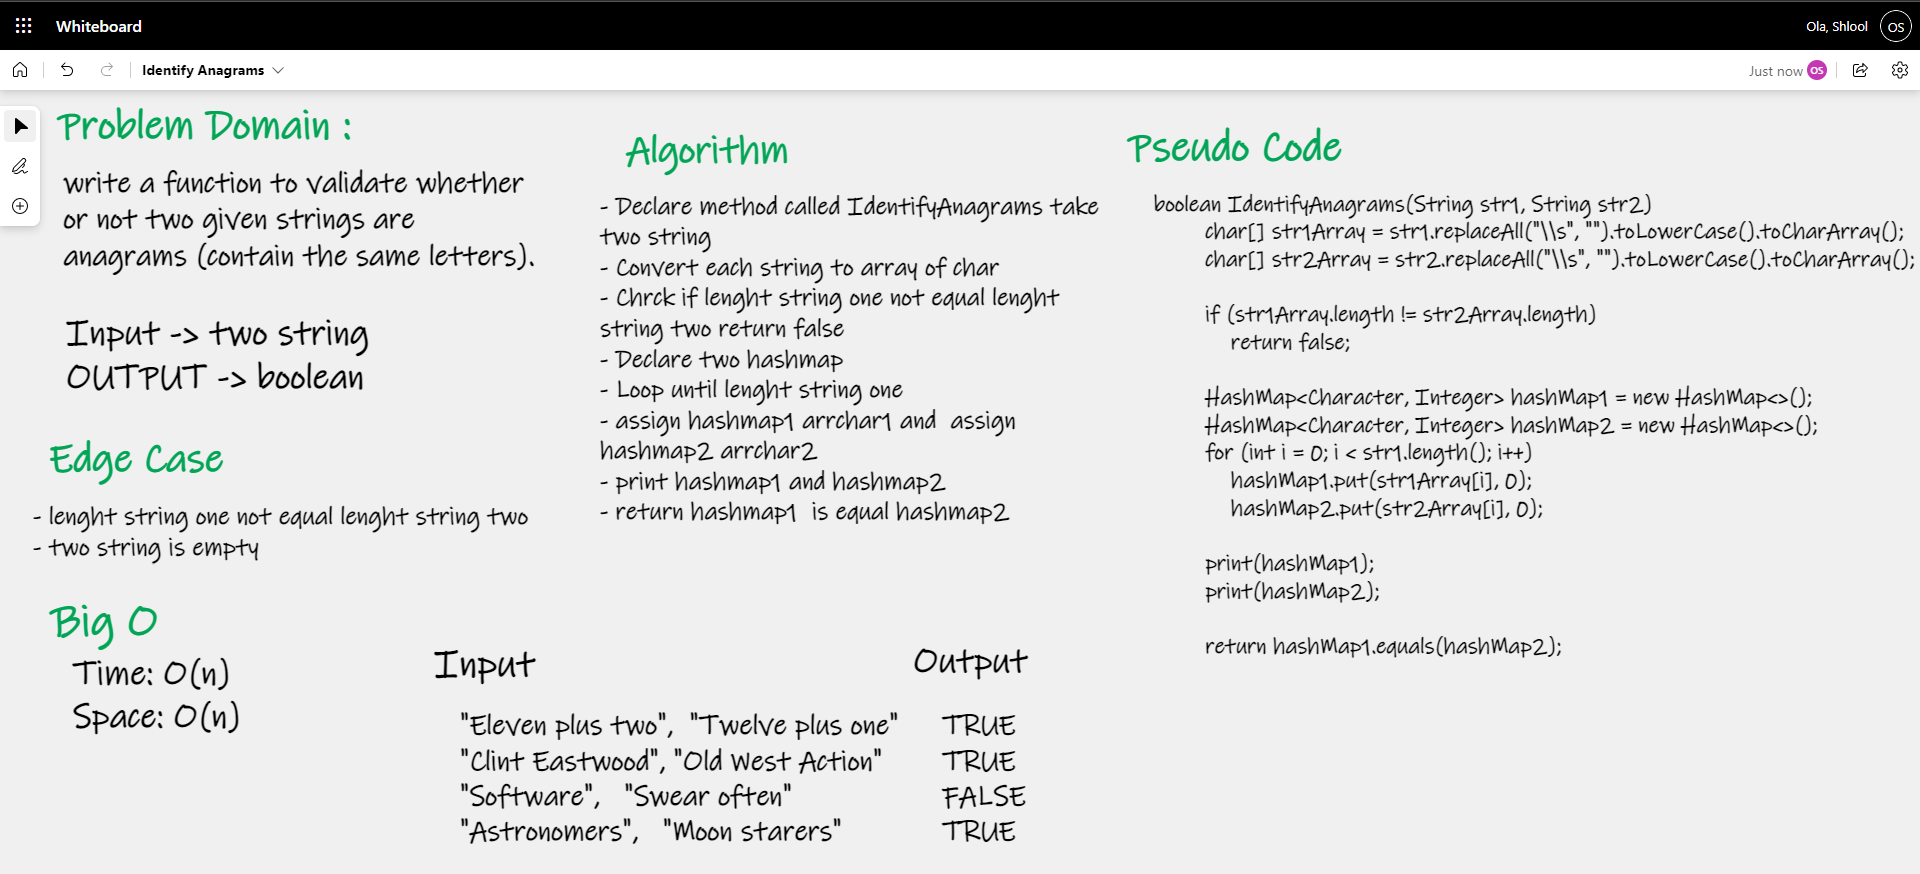 Whiteboard
Ola, Shlool
OS
Identify Anagrams
Just now
OS
Problem Domain :
write a function to validate whether
or not two given strings are
anagrams (contain the same letters).
Input -> two string
OUTPUT -> boolean
Edge Case
- lenght string one not equal lenght string two
- two string is empty
Big O
Time: O(n)
Space: O(n)
Algorithm
- Declare method called IdentifyAnagrams take
two string
- Convert each string to array of char
- Chrck if lenght string one not equal lenght
string two return false
- Declare two hashmap
- Loop until lenght string one
- assign hashmap1 arrchar1 and  assign
hashmap2 arrchar2
- print hashmap1 and hashmap2
- return hashmap1  is equal hashmap2
Input Output
"Eleven plus two",  "Twelve plus one" TRUE
"Clint Eastwood", "Old West Action" TRUE
"Software",   "Swear often" FALSE
"Astronomers",   "Moon starers" TRUE
Pseudo Code
boolean IdentifyAnagrams(String str1, String str2)
char[] str1Array = str1.replaceAll("\\s", "").toLowerCase().toCharArray();
char[] str2Array = str2.replaceAll("\\s", "").toLowerCase().toCharArray();
if (str1Array.length != str2Array.length)
return false;
HashMap<Character, Integer> hashMap1 = new HashMap<>();
HashMap<Character, Integer> hashMap2 = new HashMap<>();
for (int i = 0; i < str1.length(); i++)
hashMap1.put(str1Array[i], 0);
hashMap2.put(str2Array[i], 0);
print(hashMap1);
print(hashMap2);
return hashMap1.equals(hashMap2);